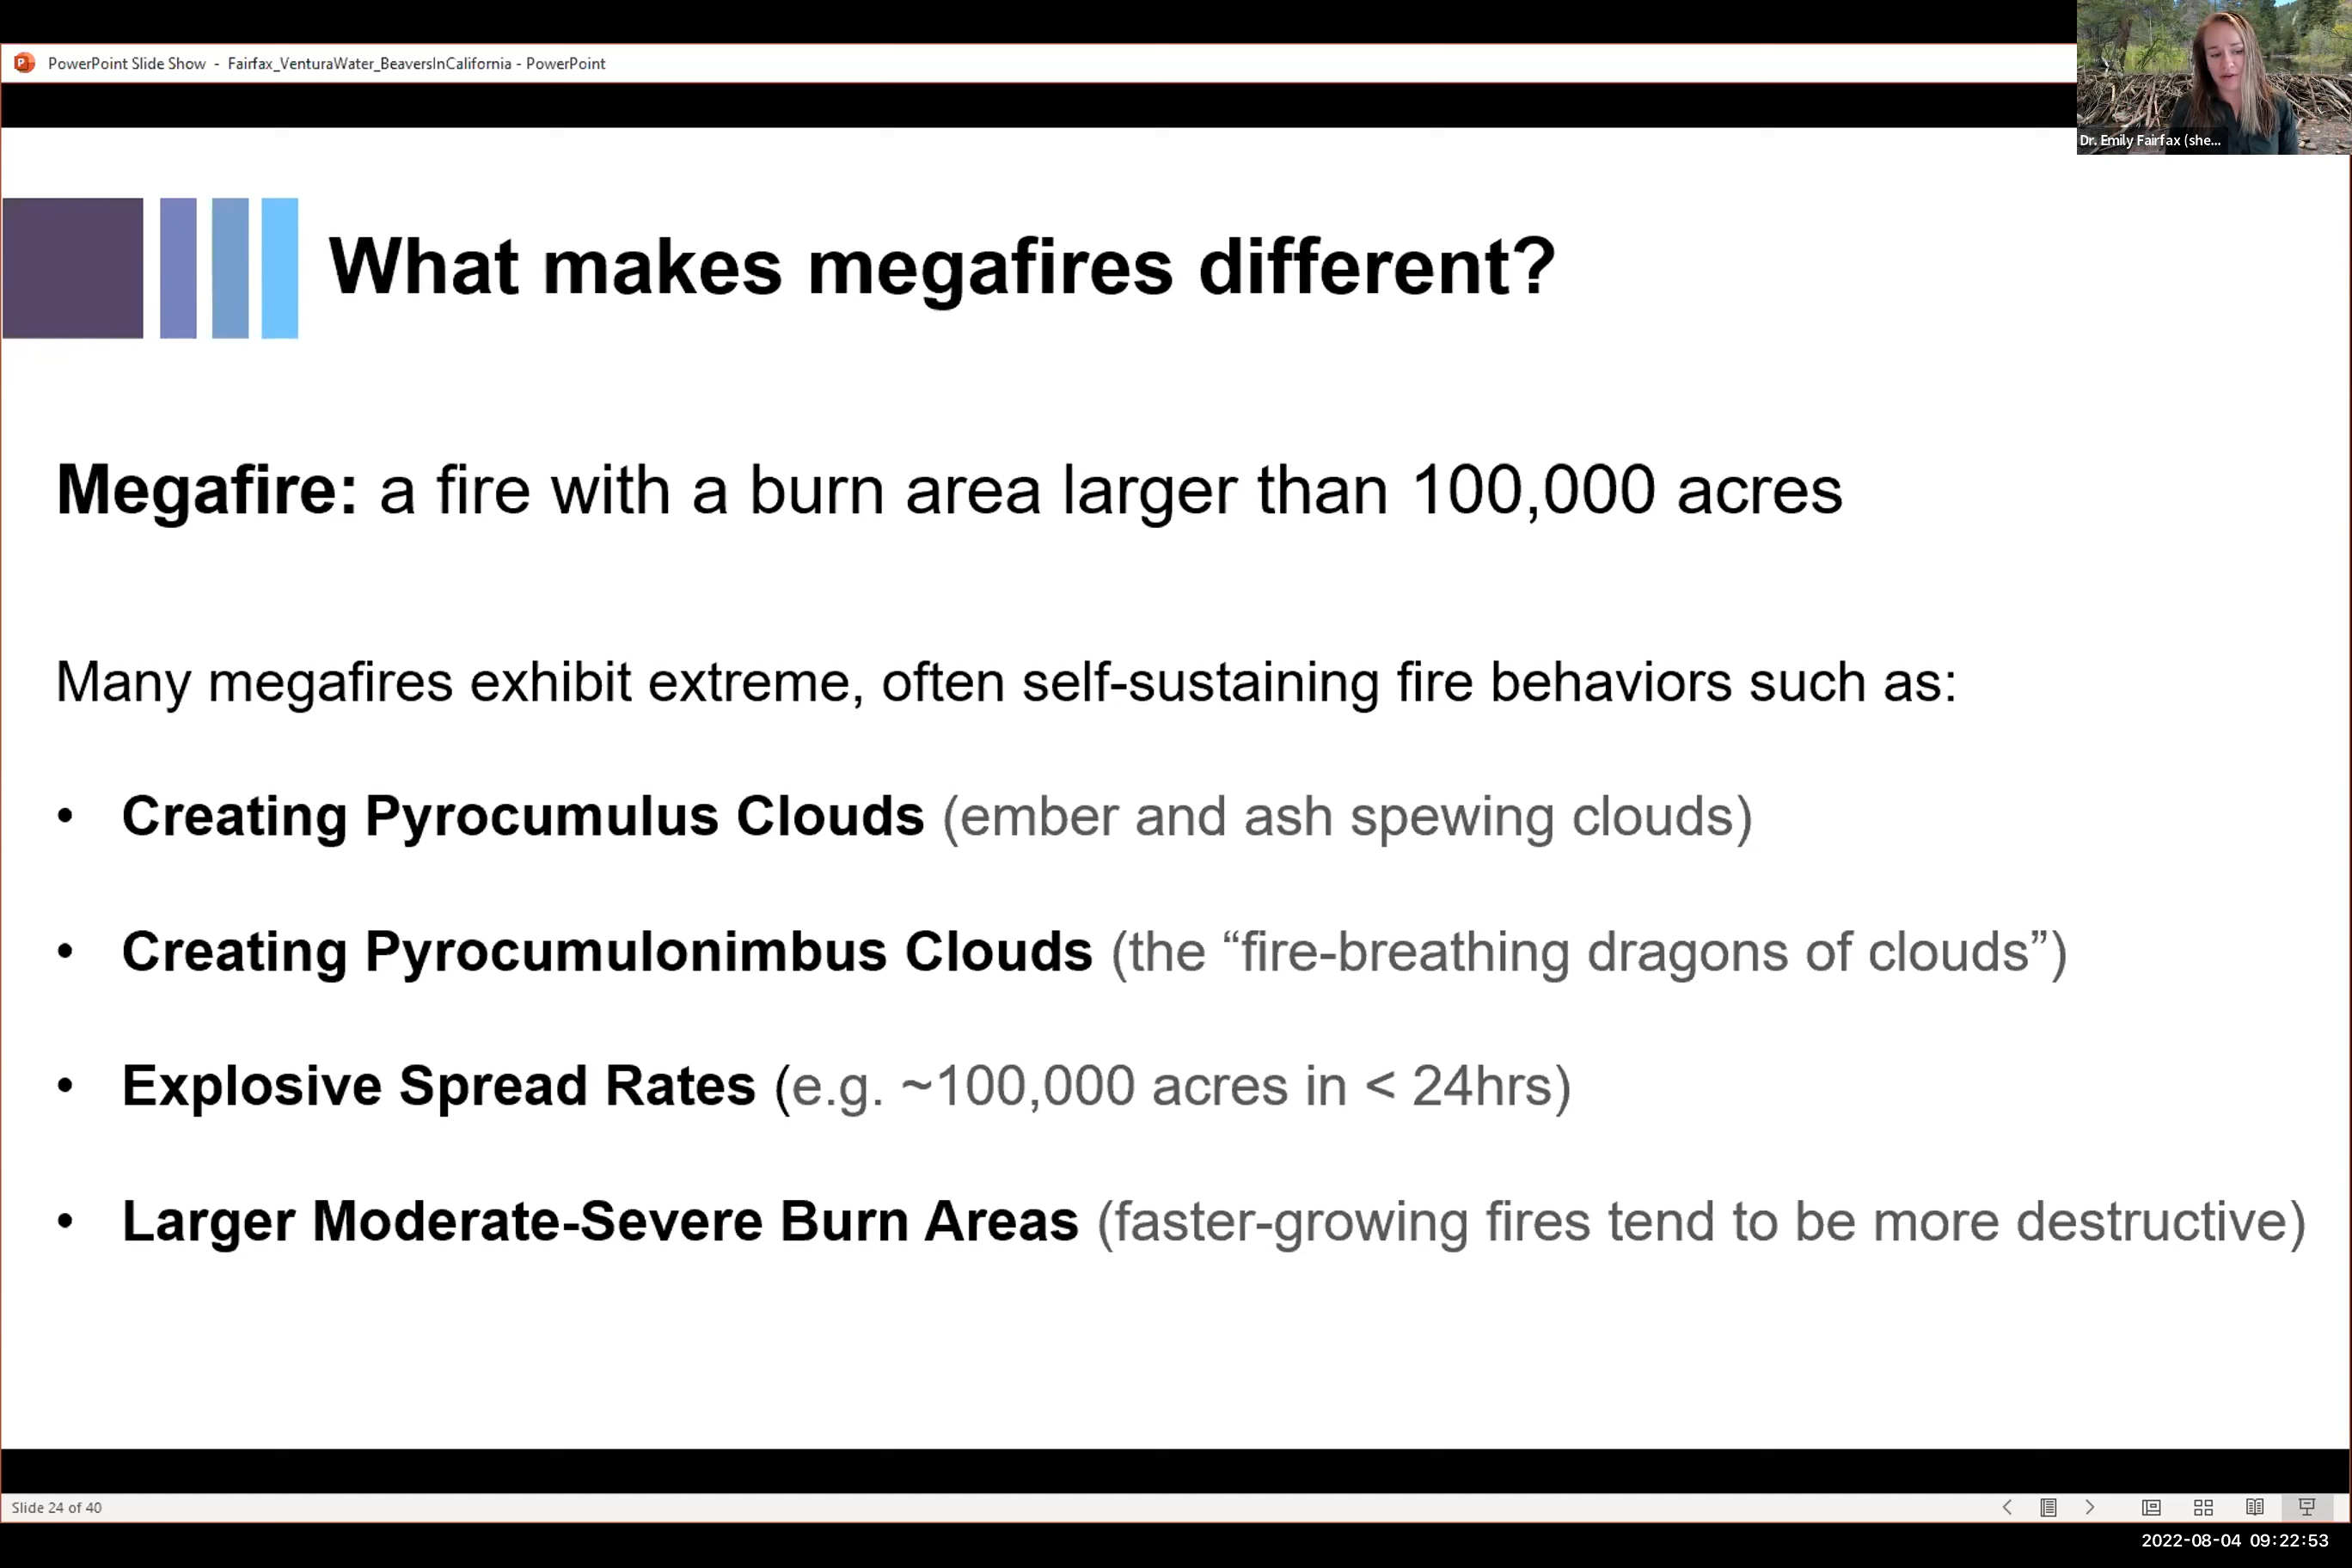 PowerPoint Slide Show - Fairfax_VenturaWater_BeaversInCalifornia - PowerPoint
Dr. Emily Fairfax (she...
What makes megafires different?
Megafire: a fire with a burn area larger than 100,000 acres
Many megafires exhibit extreme, often self-sustaining fire behaviors such as:
• Creating Pyrocumulus Clouds (ember and ash spewing clouds)
• Creating Pyrocumulonimbus Clouds (the “fire-breathing dragons of clouds”)
• Explosive Spread Rates (e.g. ~100,000 acres in < 24hrs)
• Larger Moderate-Severe Burn Areas (faster-growing fires tend to be more destructive)
Slide 24 of 40
2022-08-04 09:22:53